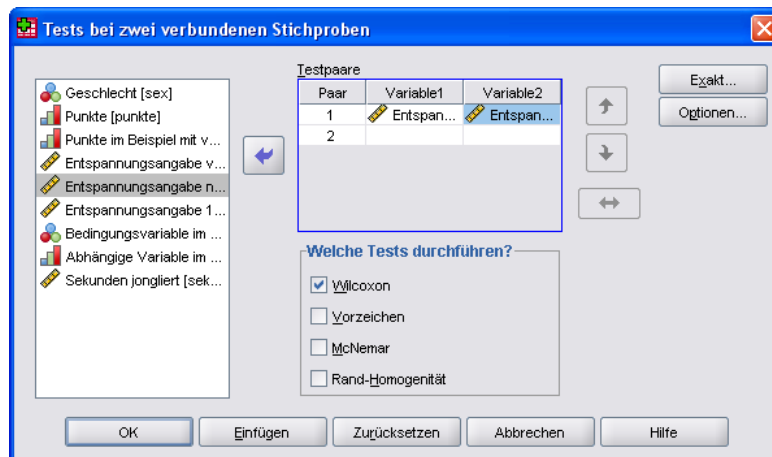 Tests bei zwei verbundenen Stichproben
Geschlecht [sex]
Punkte [punkte]
Punkte im Beispiel mit v...
Entspannungsangabe v...
Entspannungsangabe n...
Entspannungsangabe 1...
Bedingungsvariable im ...
Abhängige Variable im ...
Sekunden jongliert [sek...
Testpaare
Paar Variable1 Variable2
1 Entspan... Entspan...
2
Exakt...
Optionen...
Welche Tests durchführen?
Wilcoxon
Vorzeichen
McNemar
Rand-Homogenität
OK Einfügen Zurücksetzen Abbrechen Hilfe